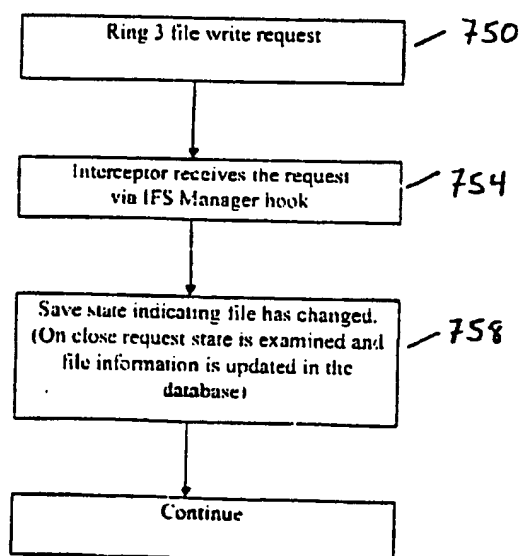 Ring 3 file write request
750
Interceptor receives the request
via IFS Manager hook
754
Save state indicating file has changed.
(On close request state is examined and
file information is updated in the
database)
758
Continue